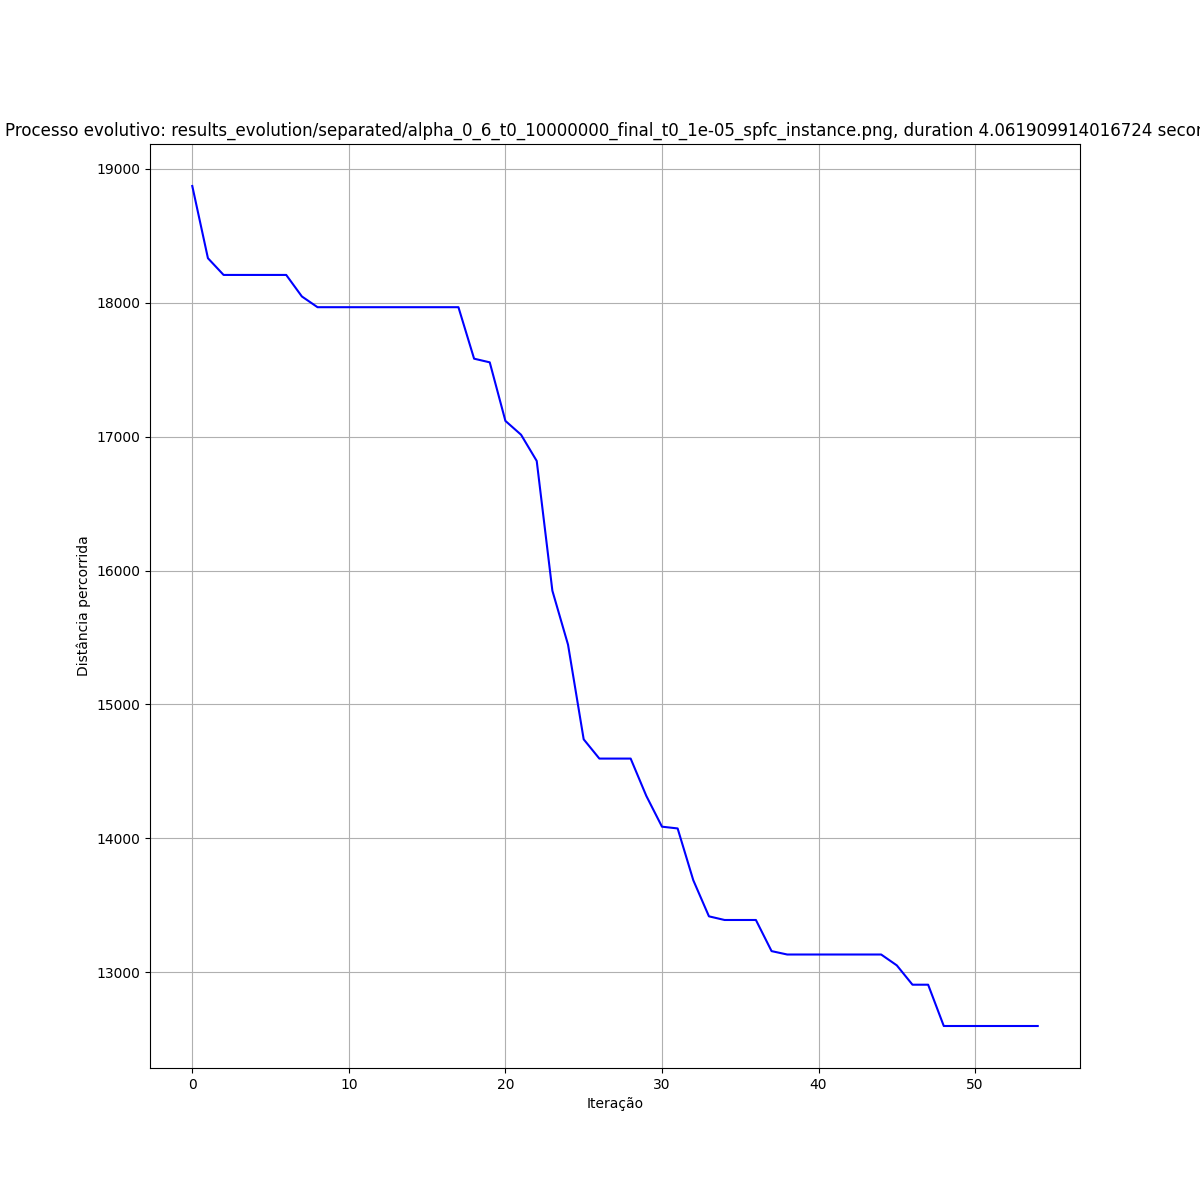 Processo evolutivo: results_evolution/separated/alpha_0_6_t0_10000000_final_t0_1e-05_spfc_instance.png, duration 4.061909914016724
19000
18000
17000
16000
15000
14000
13000
Distância percorrida
0 10 20 30 40 50
Iteração